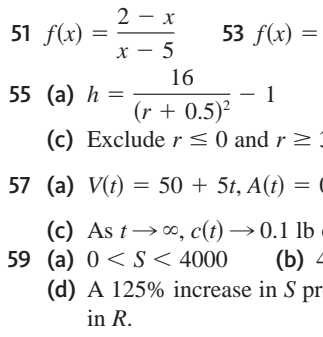 51 f(x) = (2 − x)/(x − 5) 53 f(x) =
55 (a) h = 16/(r + 0.5)² − 1
(c) Exclude r ≤ 0 and r ≥
57 (a) V(t) = 50 + 5t, A(t) =
(c) As t → ∞, c(t) → 0.1 lb
59 (a) 0 < S < 4000 (b)
(d) A 125% increase in S pr
in R.